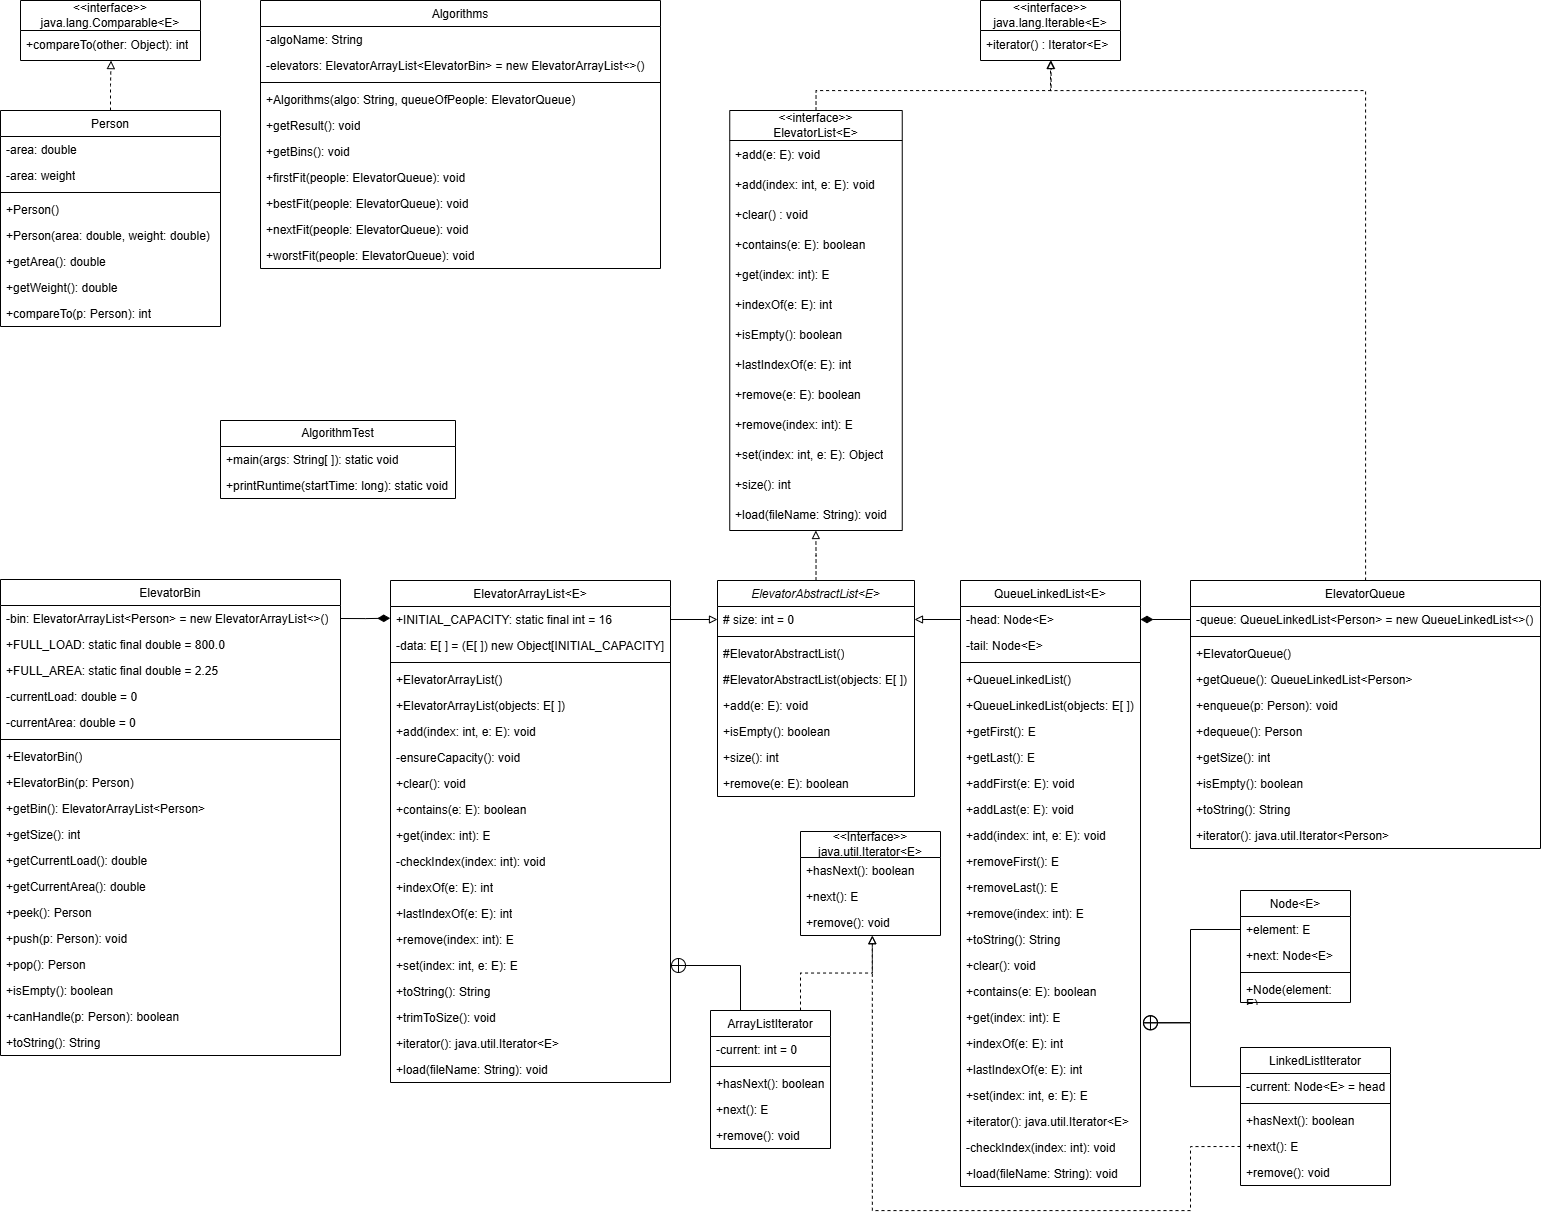 <<interface>>
java.lang.Comparable<E>
+compareTo(other: Object): int
Person
-area: double
-area: weight
+Person()
+Person(area: double, weight: double)
+getArea(): double
+getWeight(): double
+compareTo(p: Person): int
Algorithms
-algoName: String
-elevators: ElevatorArrayList<ElevatorBin> = new ElevatorArrayList<>()
+Algorithms(algo: String, queueOfPeople: ElevatorQueue)
+getResult(): void
+getBins(): void
+firstFit(people: ElevatorQueue): void
+bestFit(people: ElevatorQueue): void
+nextFit(people: ElevatorQueue): void
+worstFit(people: ElevatorQueue): void
<<interface>>
java.lang.Iterable<E>
+iterator() : Iterator<E>
<<interface>>
ElevatorList<E>
+add(e: E): void
+add(index: int, e: E): void
+clear() : void
+contains(e: E): boolean
+get(index: int): E
+indexOf(e: E): int
+isEmpty(): boolean
+lastIndexOf(e: E): int
+remove(e: E): boolean
+remove(index: int): E
+set(index: int, e: E): Object
+size(): int
+load(fileName: String): void
AlgorithmTest
+main(args: String[ ]): static void
+printRuntime(startTime: long): static void
ElevatorBin
-bin: ElevatorArrayList<Person> = new ElevatorArrayList<>()
+FULL_LOAD: static final double = 800.0
+FULL_AREA: static final double = 2.25
-currentLoad: double = 0
-currentArea: double = 0
+ElevatorBin()
+ElevatorBin(p: Person)
+getBin(): ElevatorArrayList<Person>
+getSize(): int
+getCurrentLoad(): double
+getCurrentArea(): double
+peek(): Person
+push(p: Person): void
+pop(): Person
+isEmpty(): boolean
+canHandle(p: Person): boolean
+toString(): String
ElevatorArrayList<E>
+INITIAL_CAPACITY: static final int = 16
-data: E[ ] = (E[ ]) new Object[INITIAL_CAPACITY]
+ElevatorArrayList()
+ElevatorArrayList(objects: E[ ])
+add(index: int, e: E): void
-ensureCapacity(): void
+clear(): void
+contains(e: E): boolean
+get(index: int): E
-checkIndex(index: int): void
+indexOf(e: E): int
+lastIndexOf(e: E): int
+remove(index: int): E
+set(index: int, e: E): E
+toString(): String
+trimToSize(): void
+iterator(): java.util.Iterator<E>
+load(fileName: String): void
ElevatorAbstractList<E>
# size: int = 0
#ElevatorAbstractList()
#ElevatorAbstractList(objects: E[ ])
+add(e: E): void
+isEmpty(): boolean
+size(): int
+remove(e: E): boolean
<<Interface>>
java.util.Iterator<E>
+hasNext(): boolean
+next(): E
+remove(): void
ArrayListIterator
-current: int = 0
+hasNext(): boolean
+next(): E
+remove(): void
QueueLinkedList<E>
-head: Node<E>
-tail: Node<E>
+QueueLinkedList()
+QueueLinkedList(objects: E[ ])
+getFirst(): E
+getLast(): E
+addFirst(e: E): void
+addLast(e: E): void
+add(index: int, e: E): void
+removeFirst(): E
+removeLast(): E
+remove(index: int): E
+toString(): String
+clear(): void
+contains(e: E): boolean
+get(index: int): E
+indexOf(e: E): int
+lastIndexOf(e: E): int
+set(index: int, e: E): E
+iterator(): java.util.Iterator<E>
-checkIndex(index: int): void
+load(fileName: String): void
ElevatorQueue
-queue: QueueLinkedList<Person> = new QueueLinkedList<>()
+ElevatorQueue()
+getQueue(): QueueLinkedList<Person>
+enqueue(p: Person): void
+dequeue(): Person
+getSize(): int
+isEmpty(): boolean
+toString(): String
+iterator(): java.util.Iterator<Person>
Node<E>
+element: E
+next: Node<E>
+Node(element:
LinkedListIterator
-current: Node<E> = head
+hasNext(): boolean
+next(): E
+remove(): void